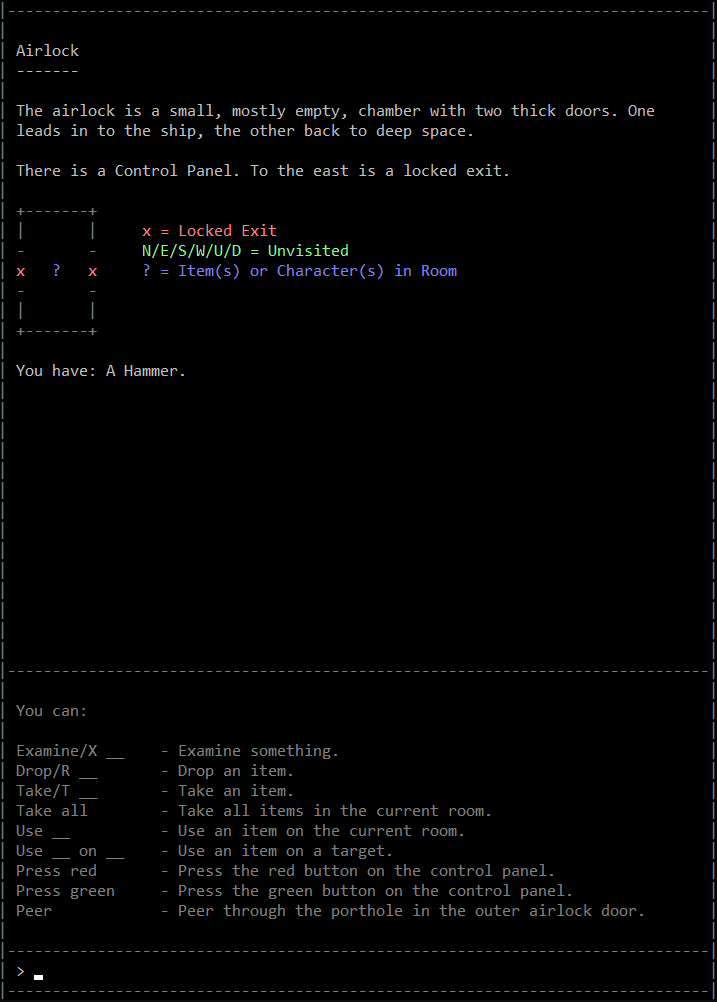 Airlock
-------
The airlock is a small, mostly empty, chamber with two thick doors. One
leads in to the ship, the other back to deep space.
There is a Control Panel. To the east is a locked exit.
+-------+
|       |     x = Locked Exit
-       -     N/E/S/W/U/D = Unvisited
x   ?   x     ? = Item(s) or Character(s) in Room
-       -
|       |
+-------+
You have: A Hammer.
You can:
Examine/X __    - Examine something.
Drop/R __       - Drop an item.
Take/T __       - Take an item.
Take all        - Take all items in the current room.
Use __          - Use an item on the current room.
Use __ on __    - Use an item on a target.
Press red       - Press the red button on the control panel.
Press green     - Press the green button on the control panel.
Peer            - Peer through the porthole in the outer airlock door.
> _